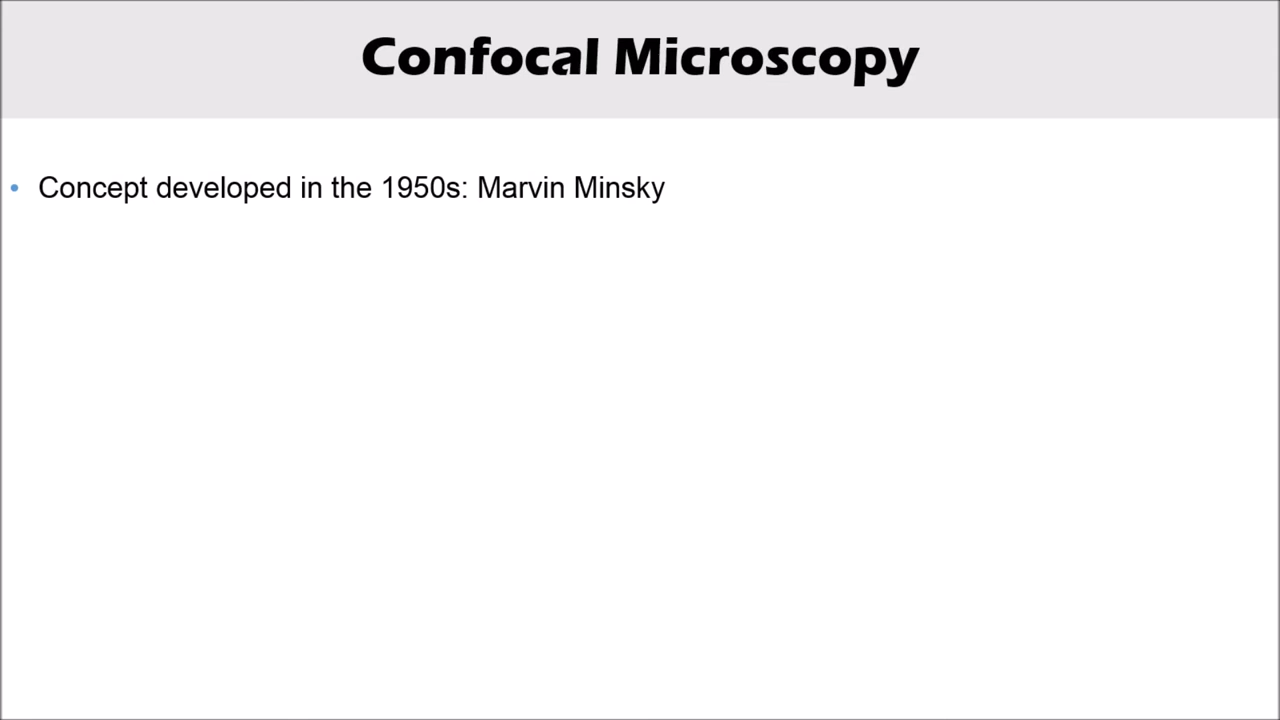 Confocal Microscopy
• Concept developed in the 1950s: Marvin Minsky